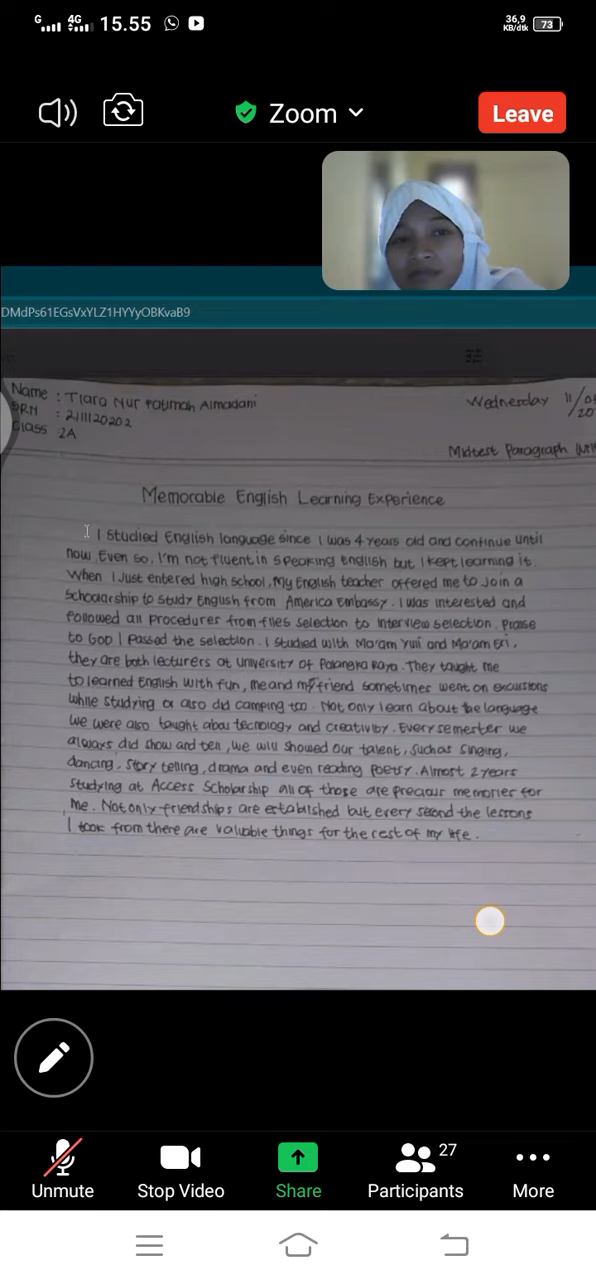 G 4G 15.55 36,9 KB/dtk 73
Zoom Leave
DMdPs61EGsVxYLZ1HYYyOBKvaB9
Name : Tiara Nur Fatimah Almadani Wednesday 11/0
SRN : 2111120202 20
Class 2A
Midtest Paragraph
Memorable English Learning Experience
I Studied English language since I was 4 years old and continue until
now. Even so, I'm not fluent in speaking english but I kept learning it.
When I Just entered high school, My English teacher offered me to Join a
Schoolarship to study English from America Embassy. I was interested and
followed all procedures from files selection to interview selection. Praise
to God I passed the selection. I studied with Ma'am Yuli and Ma'am Eri,
they are both lecturers at University of Palangka Raya. They taught me
to learned English with fun, me and my friend sometimes went on excursions
while studying or also did camping too. Not only learn about the language
we were also taught about tecnology and creativity. Every semester we
always did show and tell, we will showed our talent, such as singing,
dancing, story telling, drama and even reading poetry. Almost 2 years
studying at Access Scholarship all of those are precious memories for
me. Not only friendships are established but every second the lessons
I took from there are valuable things for the rest of my life.
Unmute Stop Video Share Participants 27 More